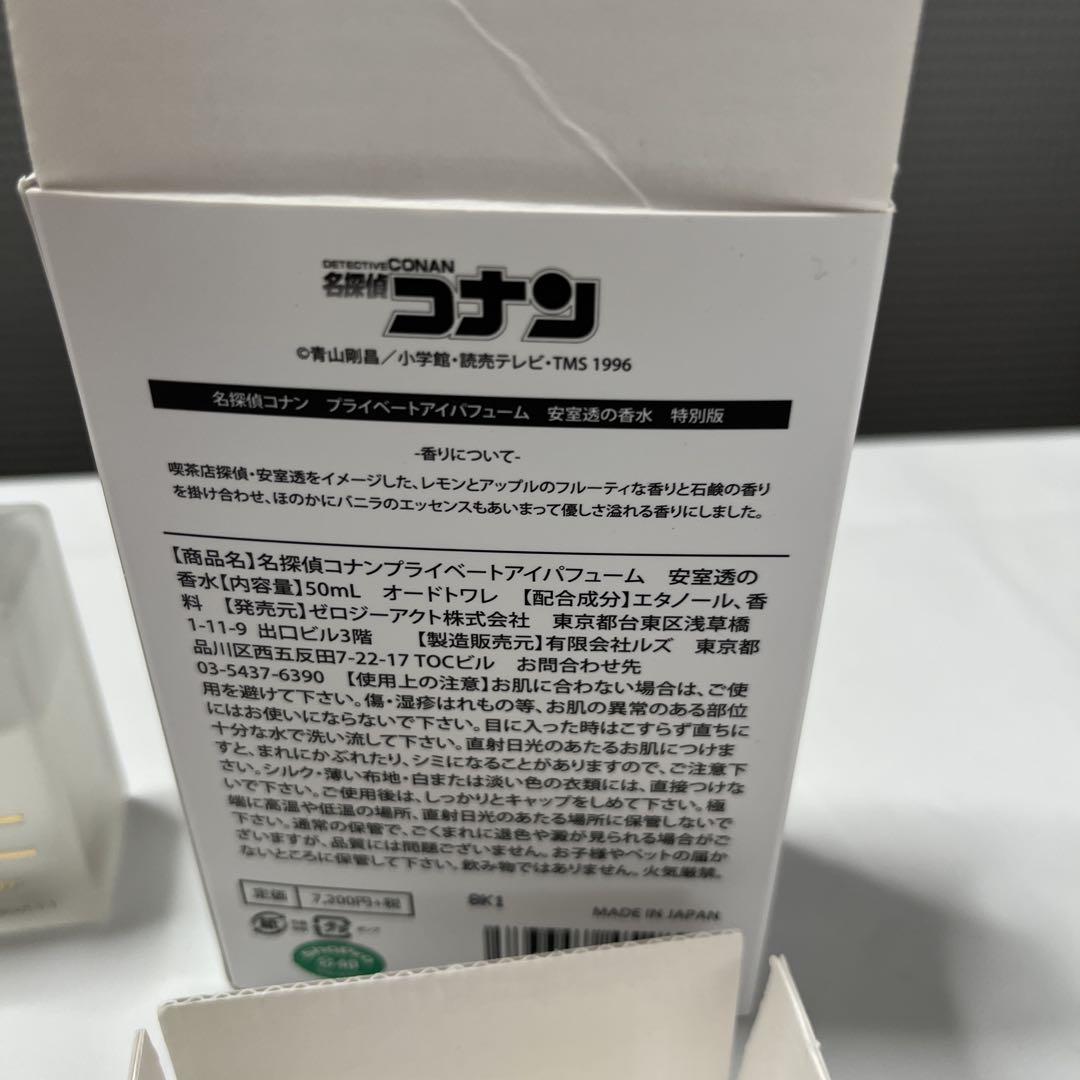 DETECTIVE CONAN
名探偵コナン
©青山剛昌／小学館・読売テレビ・TMS 1996
名探偵コナン　プライベートアイパフューム　安室透の香水　特別版
-香りについて-
喫茶店探偵・安室透をイメージした、レモンとアップルのフルーティな香りと石鹸の香り
を掛け合わせ、ほのかにバニラのエッセンスもあいまって優しさ溢れる香りにしました。
【商品名】名探偵コナンプライベートアイパフューム　安室透の
香水【内容量】50mL　オードトワレ　【配合成分】エタノール、香
料　【発売元】ゼロジーアクト株式会社　東京都台東区浅草橋
1-11-9 出口ビル3階　　【製造販売元】有限会社ルズ　東京都
品川区西五反田7-22-17 TOCビル　お問合わせ先
03-5437-6390　【使用上の注意】お肌に合わない場合は、ご使
用を避けて下さい。傷・湿疹はれもの等、お肌の異常のある部位
にはお使いにならないで下さい。目に入った時はこすらず直ちに
十分な水で洗い流して下さい。直射日光のあたるお肌につけま
すと、まれにかぶれたり、シミになることがありますので、ご注意下
さい。シルク・薄い布地・白または淡い色の衣類には、直接つけな
いで下さい。ご使用後は、しっかりとキャップをしめて下さい。極
端に高温や低温の場所、直射日光のあたる場所に保管しないで
下さい。通常の保管で、ごくまれに退色や澱が見られる場合がご
ざいますが、品質には問題ございません。お子様やペットの届か
ないところに保管して下さい。飲み物ではありません。火気厳禁。
定価　7,200円+税　BK1　MADE IN JAPAN
紙
プラ